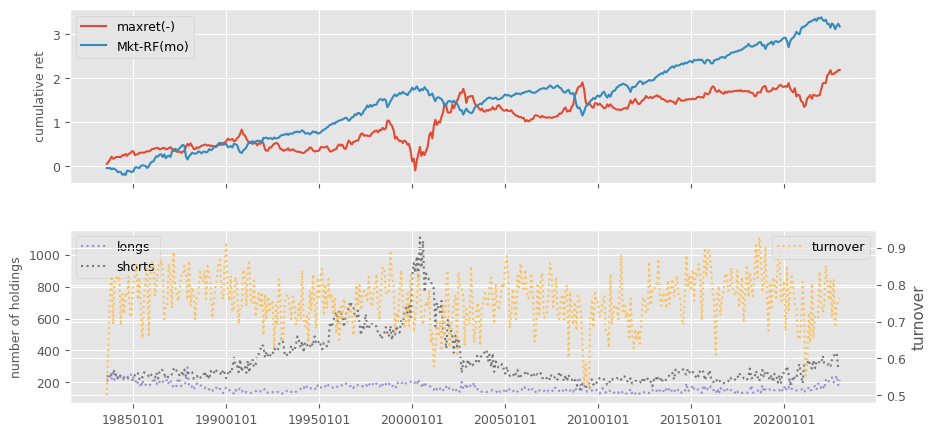 maxret(-)
Mkt-RF(mo)
cumulative ret
3
2
1
0
longs
shorts
turnover
number of holdings
1000
800
600
400
200
0.9
0.8
0.7
0.6
0.5
turnover
19850101
19900101
19950101
20000101
20050101
20100101
20150101
20200101